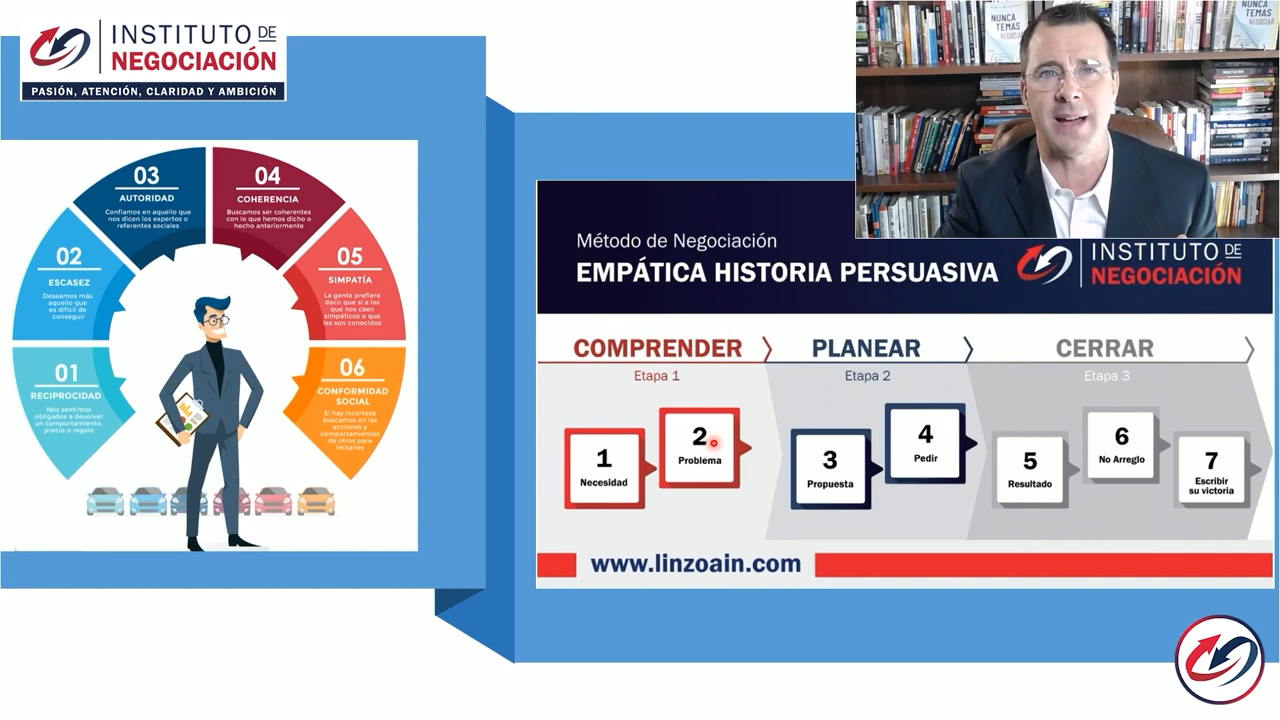 INSTITUTO DE
NEGOCIACIÓN
PASIÓN, ATENCIÓN, CLARIDAD Y AMBICIÓN
01
RECIPROCIDAD
Nos sentimos
obligados a devolver
un comportamiento,
precio o regalo
02
ESCASEZ
Deseamos más
aquello que
es difícil de
conseguir
03
AUTORIDAD
Confiamos en aquello que
nos dicen los expertos o
referentes sociales
04
COHERENCIA
Buscamos ser coherentes
con lo que hemos dicho o
hecho anteriormente
05
SIMPATÍA
La gente prefiere
decir que sí a los
que nos caen
simpáticos o que
les son conocidos
06
CONFORMIDAD
SOCIAL
Si hay incerteza
buscamos en las
acciones y
comportamientos
de otros para
imitarles
NUNCA
TEMAS
NEGOCIAR
Método de Negociación
EMPÁTICA HISTORIA PERSUASIVA
INSTITUTO DE
NEGOCIACIÓN
COMPRENDER
Etapa 1
PLANEAR
Etapa 2
CERRAR
Etapa 3
1
Necesidad
2
Problema
3
Propuesta
4
Pedir
5
Resultado
6
No Arreglo
7
Escribir
su victoria
www.linzoain.com